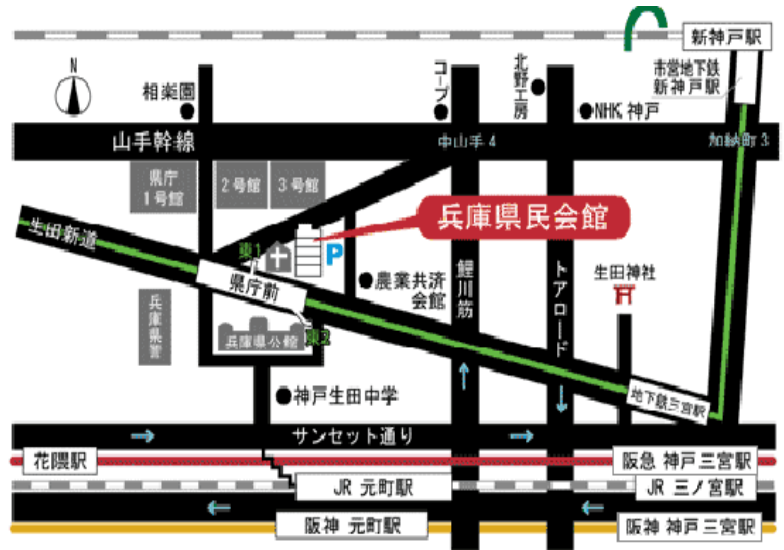 新神戸駅
N
相楽園
コープ
北野工房
NHK 神戸
市営地下鉄
新神戸駅
山手幹線
中山手4
加納町3
県庁
1号館
2号館
3号館
兵庫県民会館
生田新道
東1
P
県庁前
農業共済
会館
鯉川筋
トアロード
生田神社
兵庫県警
兵庫県公館
東2
神戸生田中学
地下鉄三宮駅
サンセット通り
花隈駅
阪急 神戸三宮駅
JR 元町駅
JR 三ノ宮駅
阪神 元町駅
阪神 神戸三宮駅